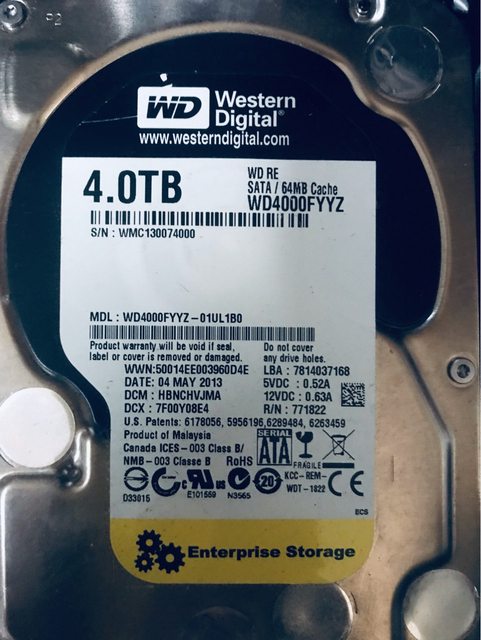 P2
WD Western Digital®
www.westerndigital.com
4.0TB
WD RE
SATA / 64MB Cache
WD4000FYYZ
S/N : WMC130074000
MDL : WD4000FYYZ-01UL1B0
Product warranty will be void if seal,
label or cover is removed or damaged.
Do not cover
any drive holes.
WWN:50014EE003960D4E
DATE: 04 MAY 2013
DCM : HBNCHVJMA
DCX : 7F00Y08E4
LBA : 7814037168
5VDC : 0.52A
12VDC : 0.63A
R/N : 771822
U.S. Patents: 6178056, 5956196,6289484, 6263459
Product of Malaysia
Canada ICES-003 Class B/
NMB-003 Classe B RoHS
SERIAL
ATA
FRAGILE
D33015
c UR us
E101559
N3565
20
KCC-REM-
WDT-1822
CE
ECS
Enterprise Storage